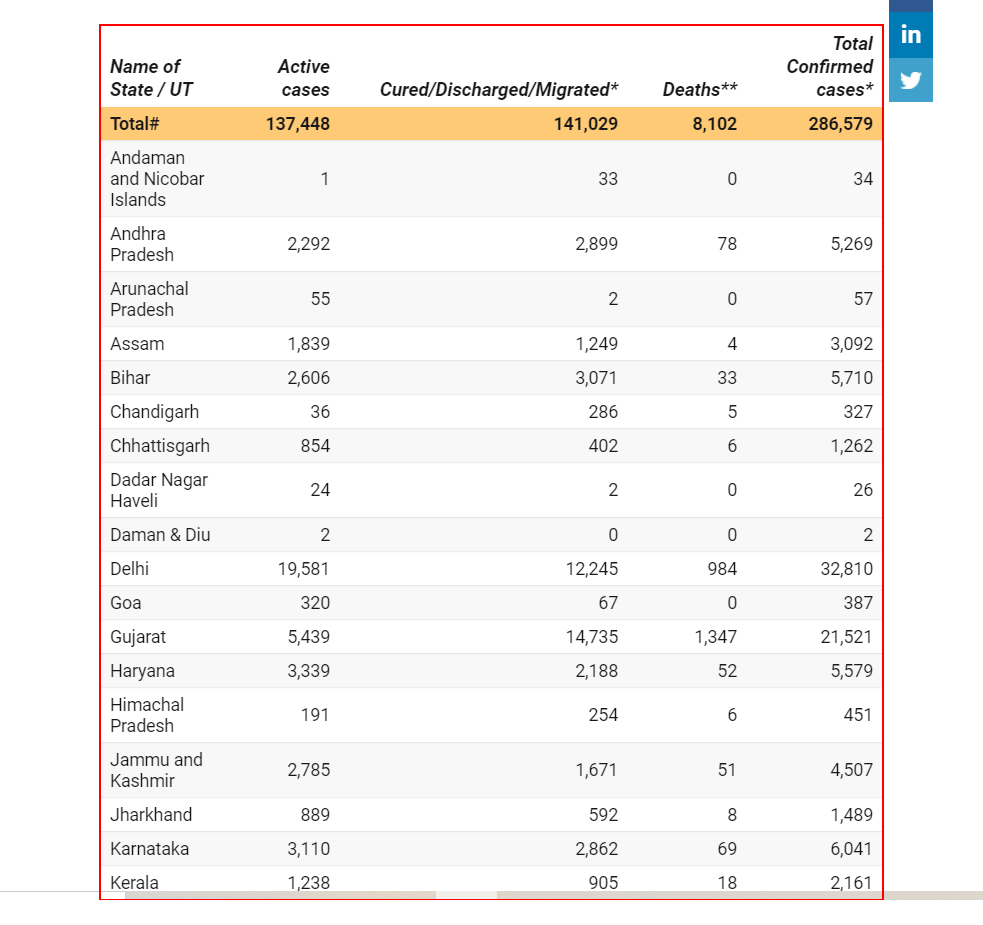 Name of State / UT Active cases Cured/Discharged/Migrated* Deaths** Total Confirmed cases*
Total# 137,448 141,029 8,102 286,579
Andaman and Nicobar Islands 1 33 0 34
Andhra Pradesh 2,292 2,899 78 5,269
Arunachal Pradesh 55 2 0 57
Assam 1,839 1,249 4 3,092
Bihar 2,606 3,071 33 5,710
Chandigarh 36 286 5 327
Chhattisgarh 854 402 6 1,262
Dadar Nagar Haveli 24 2 0 26
Daman & Diu 2 0 0 2
Delhi 19,581 12,245 984 32,810
Goa 320 67 0 387
Gujarat 5,439 14,735 1,347 21,521
Haryana 3,339 2,188 52 5,579
Himachal Pradesh 191 254 6 451
Jammu and Kashmir 2,785 1,671 51 4,507
Jharkhand 889 592 8 1,489
Karnataka 3,110 2,862 69 6,041
Kerala 1,238 905 18 2,161
in